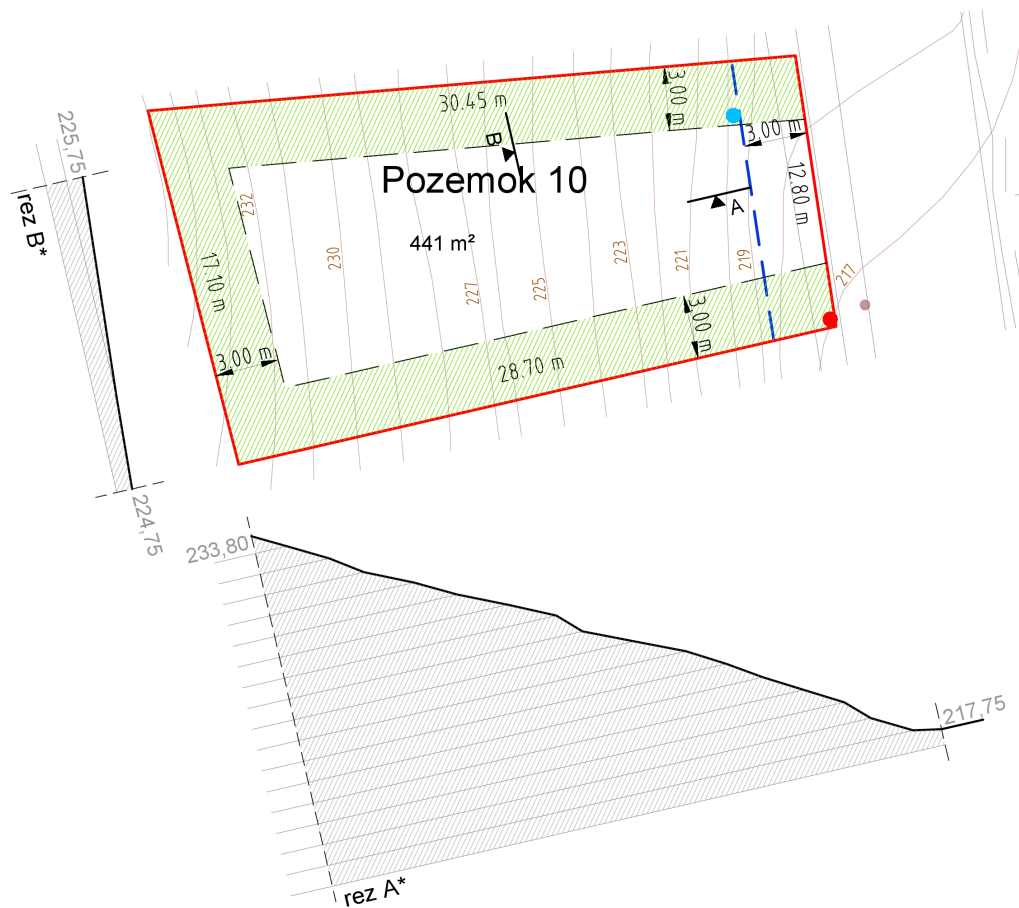 30.45 m
3.00 m
3.00 m
B
Pozemok 10
441 m²
A
12.80 m
232
230
227
225
223
221
219
217
17.10 m
3.00 m
3.00 m
28.70 m
225,75
rez B*
224,75
233,80
217,75
rez A*